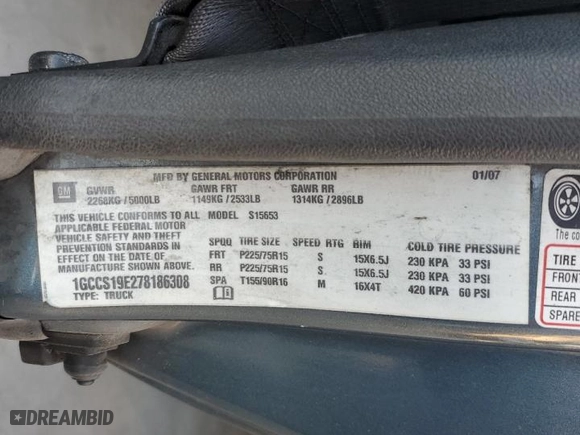 MFD BY GENERAL MOTORS CORPORATION 01/07
GM GVWR GAWR FRT GAWR RR
2268KG / 5000LB 1149KG / 2533LB 1314KG / 2896LB
THIS VEHICLE CONFORMS TO ALL MODEL S15653
APPLICABLE FEDERAL MOTOR
VEHICLE SAFETY AND THEFT
PREVENTION STANDARDS IN SPQQ TIRE SIZE SPEED RTG BIM COLD TIRE PRESSURE
EFFECT ON THE DATE OF FRT P225/75R15 S 15X6.5J 230 KPA 33 PSI
MANUFACTURE SHOWN ABOVE. RR P225/75R15 S 15X6.5J 230 KPA 33 PSI
1GCCS19E278186308 SPA T155/90R16 M 16X4T 420 KPA 60 PSI
TYPE: TRUCK
The co
TIRE
FRONT
REAR
SPARE
DREAMBID